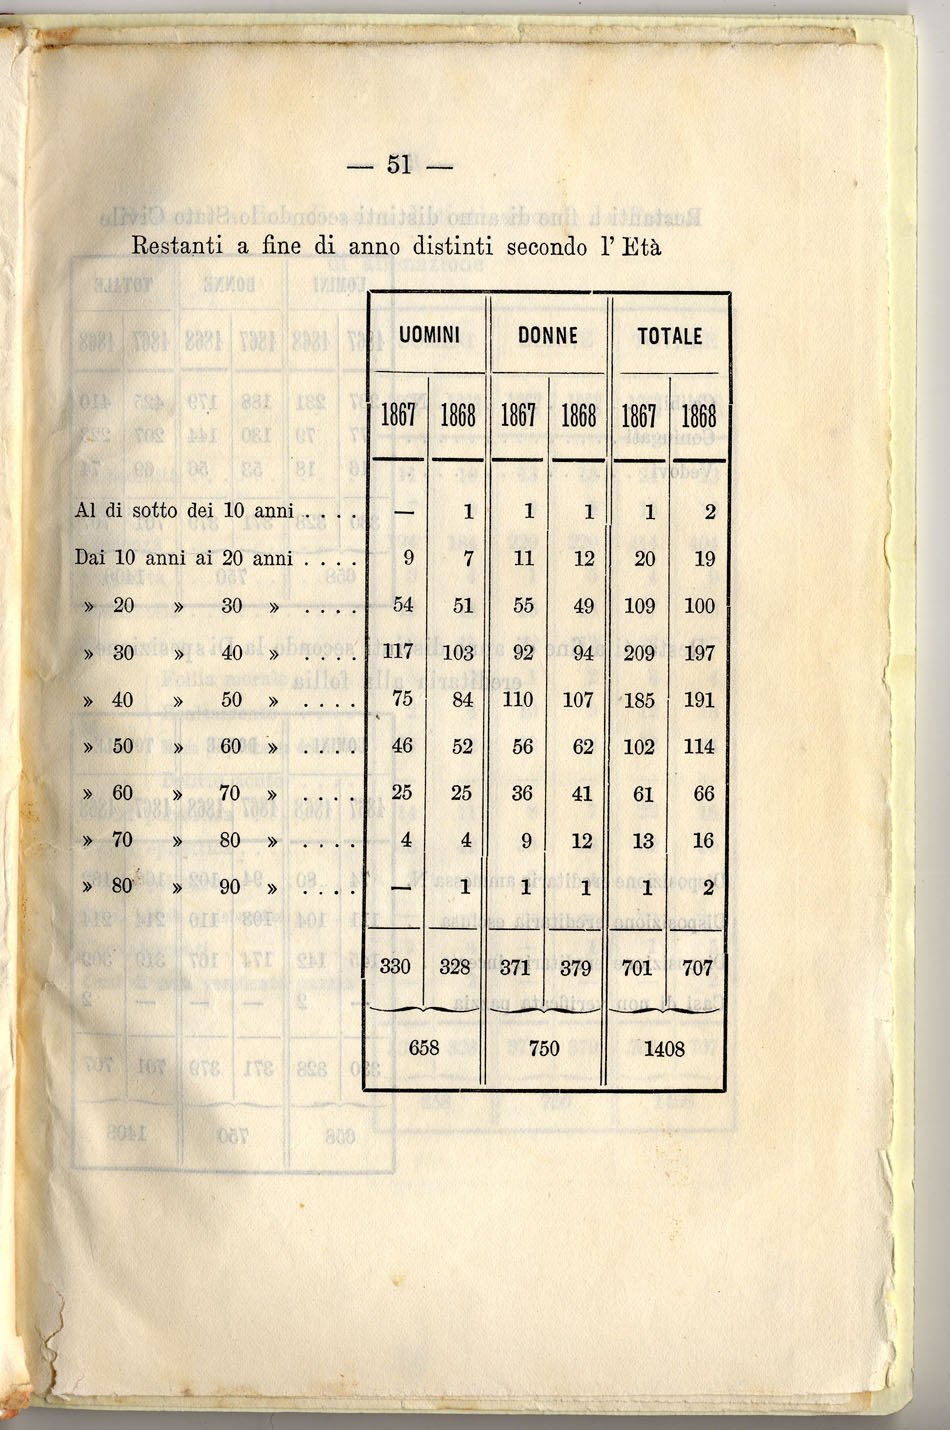 — 51 —
Restanti a fine di anno distinti secondo l' Età
UOMINI DONNE TOTALE
1867 1868 1867 1868 1867 1868
Al di sotto dei 10 anni . . . . — 1 1 1 1 2
Dai 10 anni ai 20 anni . . . . 9 7 11 12 20 19
» 20 » 30 » . . . . 54 51 55 49 109 100
» 30 » 40 » . . . . 117 103 92 94 209 197
» 40 » 50 » . . . . 75 84 110 107 185 191
» 50 » 60 » . . . . 46 52 56 62 102 114
» 60 » 70 » . . . . 25 25 36 41 61 66
» 70 » 80 » . . . . 4 4 9 12 13 16
» 80 » 90 » . . . . — 1 1 1 1 2
330 328 371 379 701 707
658 750 1408